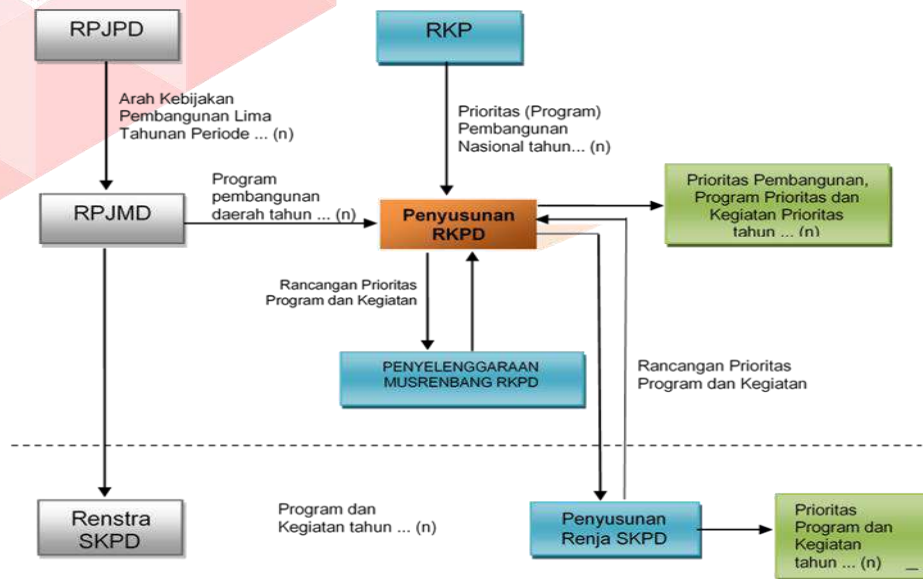 RPJPD
RKP
Arah Kebijakan
Pembangunan Lima
Tahunan Periode ... (n)
Prioritas (Program)
Pembangunan
Nasional tahun... (n)
RPJMD
Program
pembangunan
daerah tahun ... (n)
Penyusunan
RKPD
Prioritas Pembangunan,
Program Prioritas dan
Kegiatan Prioritas
tahun ... (n)
Rancangan Prioritas
Program dan Kegiatan
PENYELENGGARAAN
MUSRENBANG RKPD
Rancangan Prioritas
Program dan Kegiatan
Renstra
SKPD
Program dan
Kegiatan tahun ... (n)
Penyusunan
Renja SKPD
Prioritas
Program dan
Kegiatan
tahun ... (n)